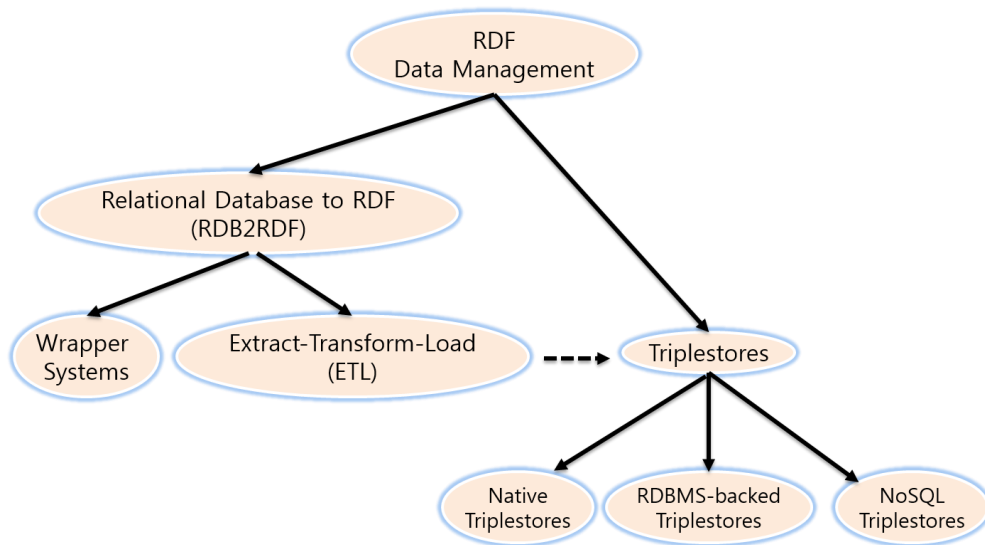 RDF
Data Management
Relational Database to RDF
(RDB2RDF)
Wrapper
Systems
Extract-Transform-Load
(ETL)
Triplestores
Native
Triplestores
RDBMS-backed
Triplestores
NoSQL
Triplestores